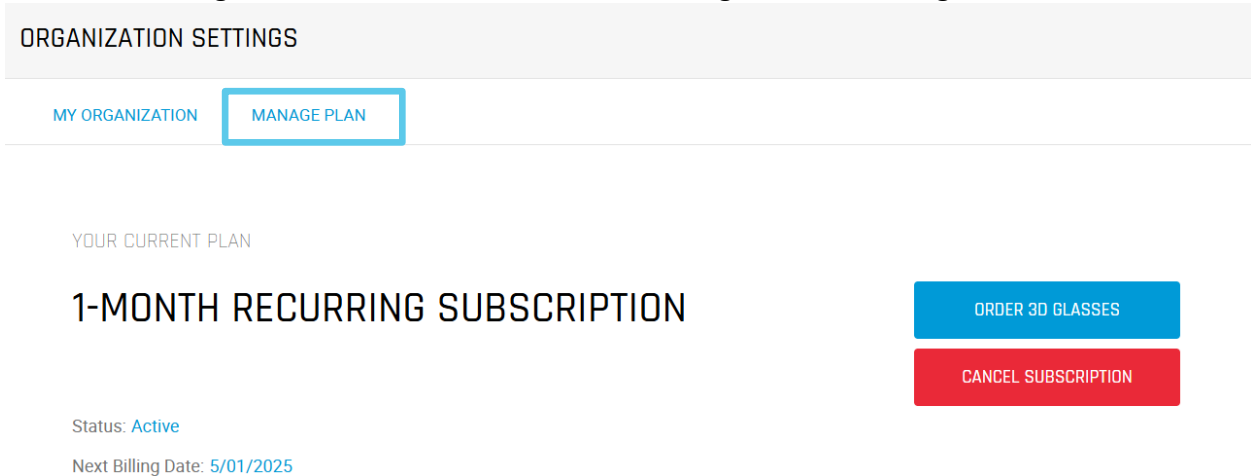 ORGANIZATION SETTINGS
MY ORGANIZATION MANAGE PLAN
YOUR CURRENT PLAN
1-MONTH RECURRING SUBSCRIPTION
ORDER 3D GLASSES
CANCEL SUBSCRIPTION
Status: Active
Next Billing Date: 5/01/2025